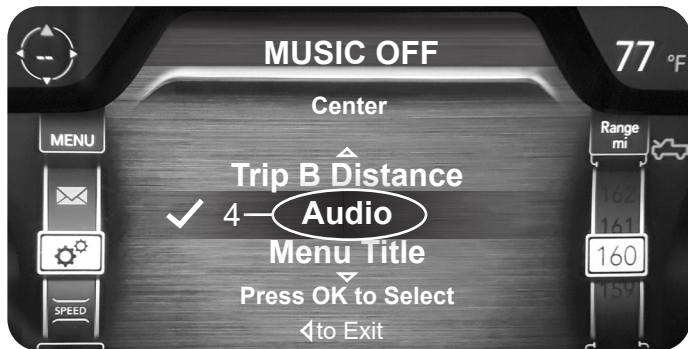 MUSIC OFF
77 °F
Center
MENU
Range
mi
Trip B Distance
162
4 Audio
161
Menu Title
160
159
Press OK to Select
SPEED
to Exit
--